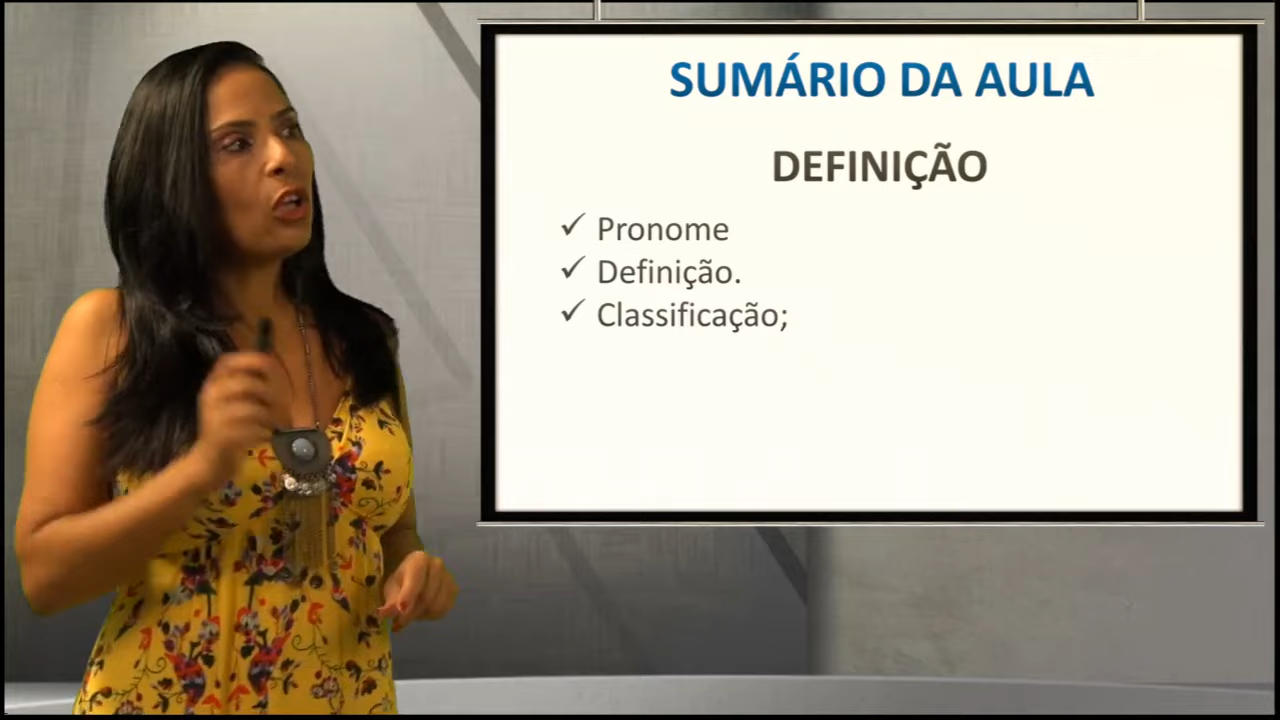 SUMÁRIO DA AULA
DEFINIÇÃO
✓ Pronome
✓ Definição.
✓ Classificação;